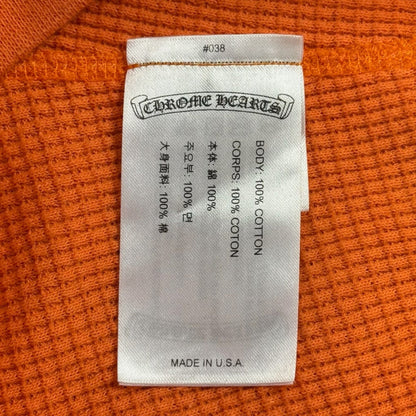 #038
CHROME HEARTS
BODY: 100% COTTON
CORPS: 100% COTON
本体: 綿 100%
주요부: 100% 면
大身面料: 100% 棉
MADE IN U.S.A.